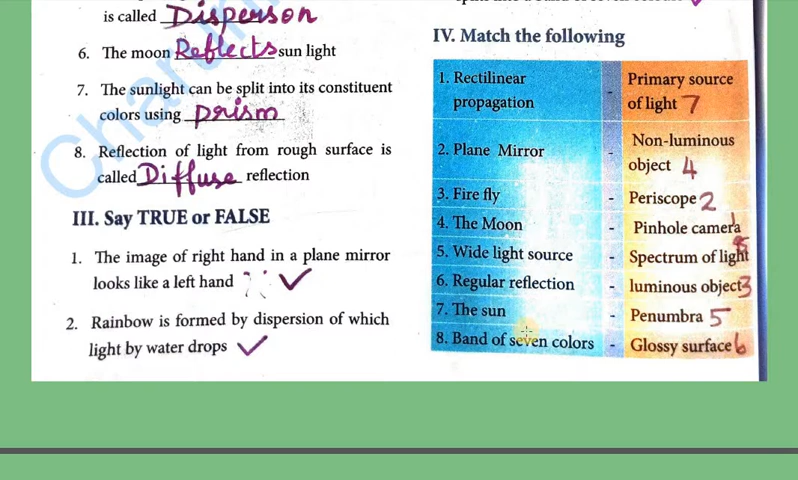 is called Disperson
6. The moon Reflects sun light
7. The sunlight can be split into its constituent
colors using prism
8. Reflection of light from rough surface is
called Diffuse reflection
III. Say TRUE or FALSE
1. The image of right hand in a plane mirror
looks like a left hand
2. Rainbow is formed by dispersion of which
light by water drops
IV. Match the following
1. Rectilinear - Primary source
propagation of light 7
Non-luminous
2. Plane Mirror - object 4
3. Fire fly - Periscope 2
4. The Moon - Pinhole camera 1
5. Wide light source - Spectrum of light 8
6. Regular reflection - luminous object 3
7. The sun - Penumbra 5
8. Band of seven colors - Glossy surface 6